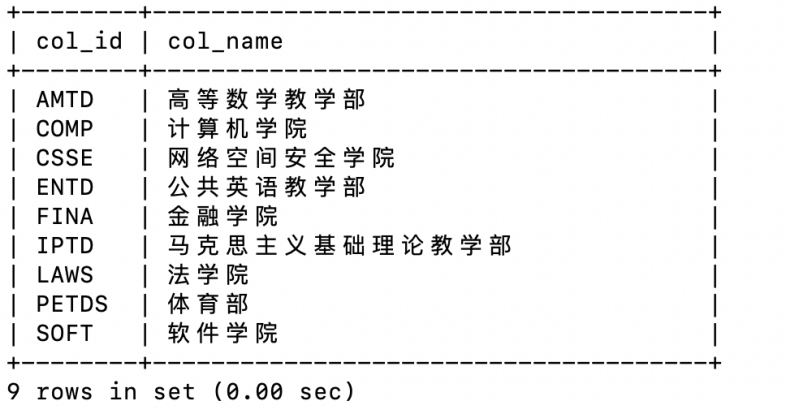 +--------+-----------------------------------------------+
| col_id | col_name                                      |
+--------+-----------------------------------------------+
| AMTD   | 高等数学教学部                                |
| COMP   | 计算机学院                                    |
| CSSE   | 网络空间安全学院                              |
| ENTD   | 公共英语教学部                                |
| FINA   | 金融学院                                      |
| IPTD   | 马克思主义基础理论教学部                      |
| LAWS   | 法学院                                        |
| PETDS  | 体育部                                        |
| SOFT   | 软件学院                                      |
+--------+-----------------------------------------------+
9 rows in set (0.00 sec)